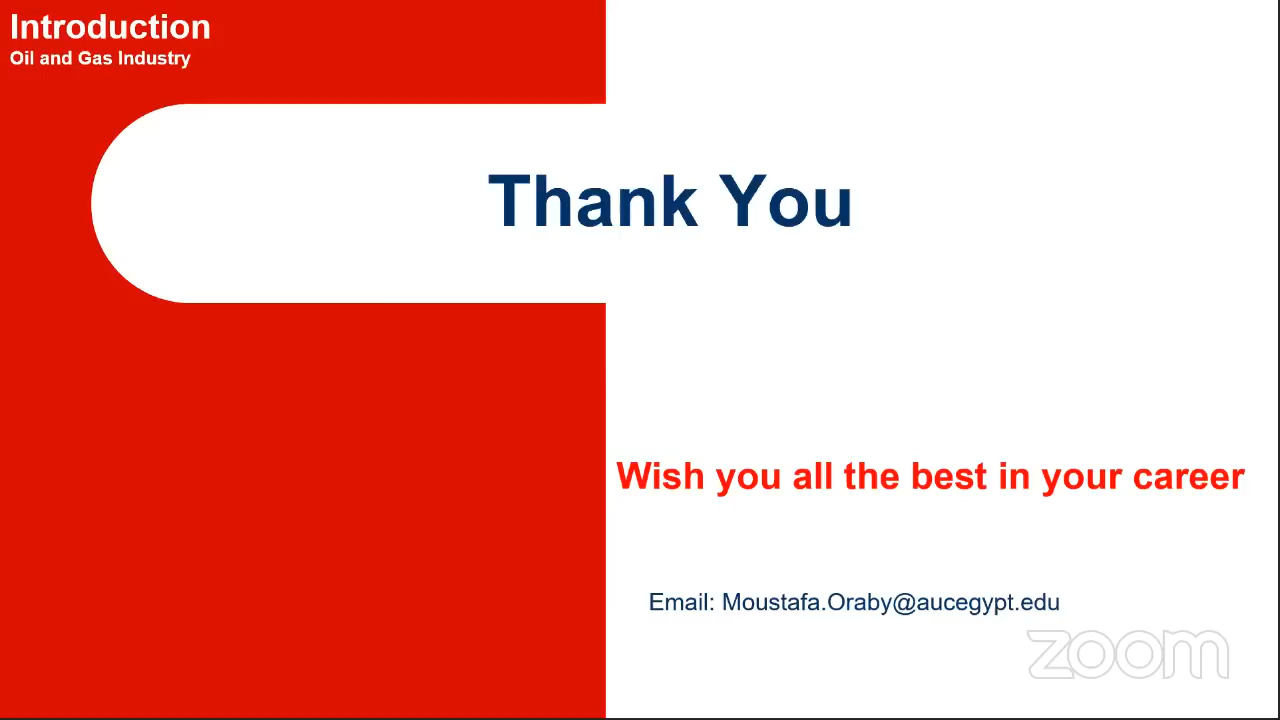 Introduction
Oil and Gas Industry
Thank You
Wish you all the best in your career
Email: Moustafa.Oraby@aucegypt.edu
zoom